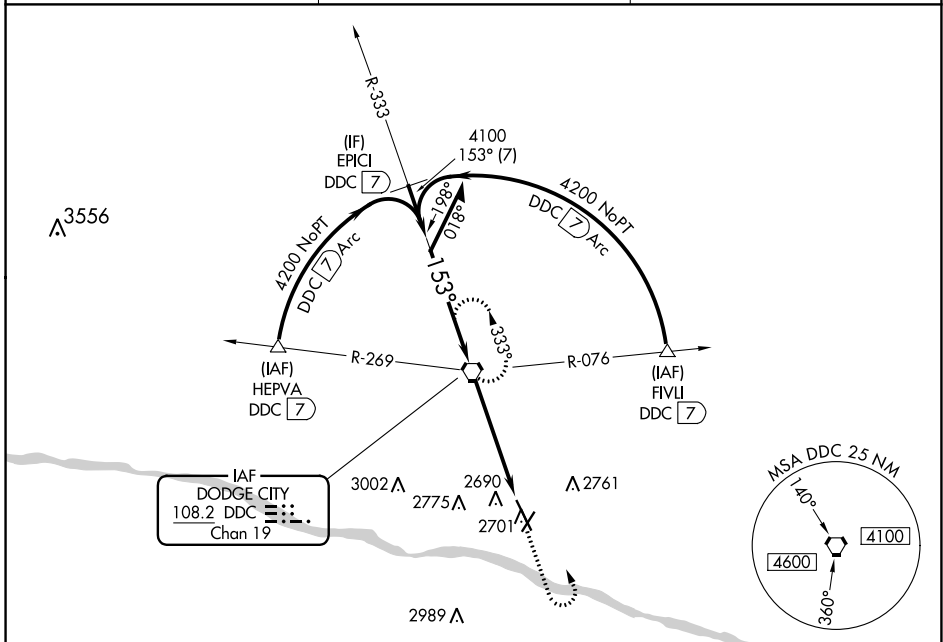 R-333
(IF)
EPICI
DDC 7
4100
153° (7)
3556
4200 NoPT
DDC 7 Arc
198°
018°
4200 NoPT
DDC 7 Arc
153°
333°
R-269
R-076
(IAF)
HEPVA
DDC 7
(IAF)
FIVLI
DDC 7
IAF
DODGE CITY
108.2 DDC
Chan 19
3002
2775
2690
2761
2701
2989
MSA DDC 25 NM
140°
4100
4600
360°